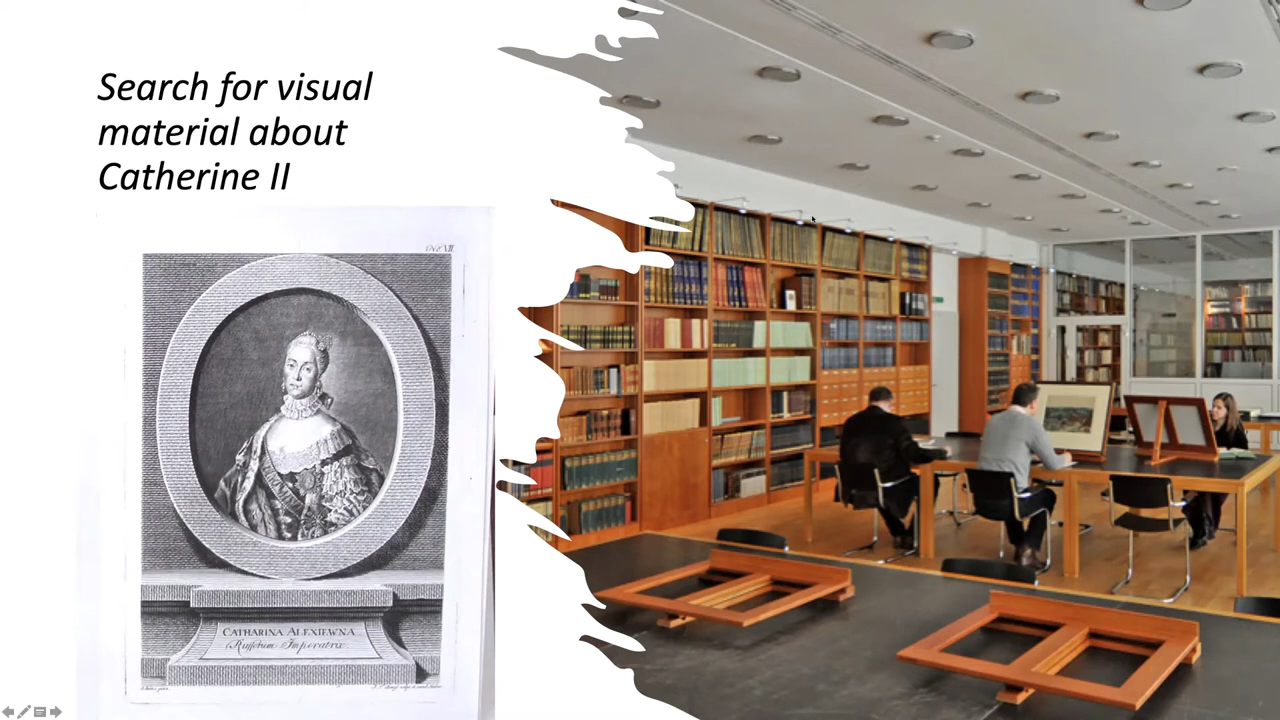 Search for visual
material about
Catherine II
CATHARINA ALEXIEWNA
Russorum Imperatrix